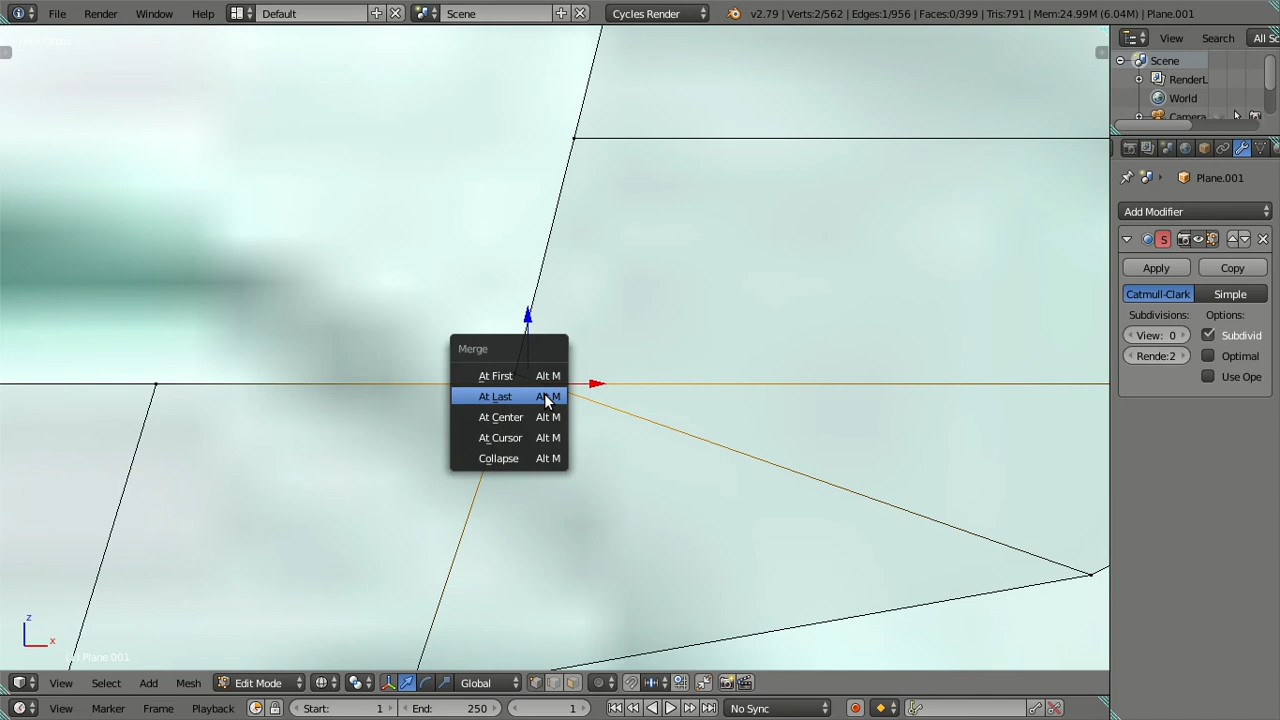 File Render Window Help Default Scene Cycles Render v2.79 | Verts:2/562 | Edges:1/956 | Faces:0/399 | Tris:791 | Mem:24.99M (6.04M) | Plane.001
View Search All Sc
Scene
RenderL
World
Camera
Plane.001
Add Modifier
S
Apply Copy
Catmull-Clark Simple
Subdivisions: Options:
View: 0 Subdivid
Rende:2 Optimal
Use Ope
Merge
At First Alt M
At Last Alt M
At Center Alt M
At Cursor Alt M
Collapse Alt M
z
x
Plane.001
View Select Add Mesh Edit Mode Global
View Marker Frame Playback Start: 1 End: 250 1 No Sync